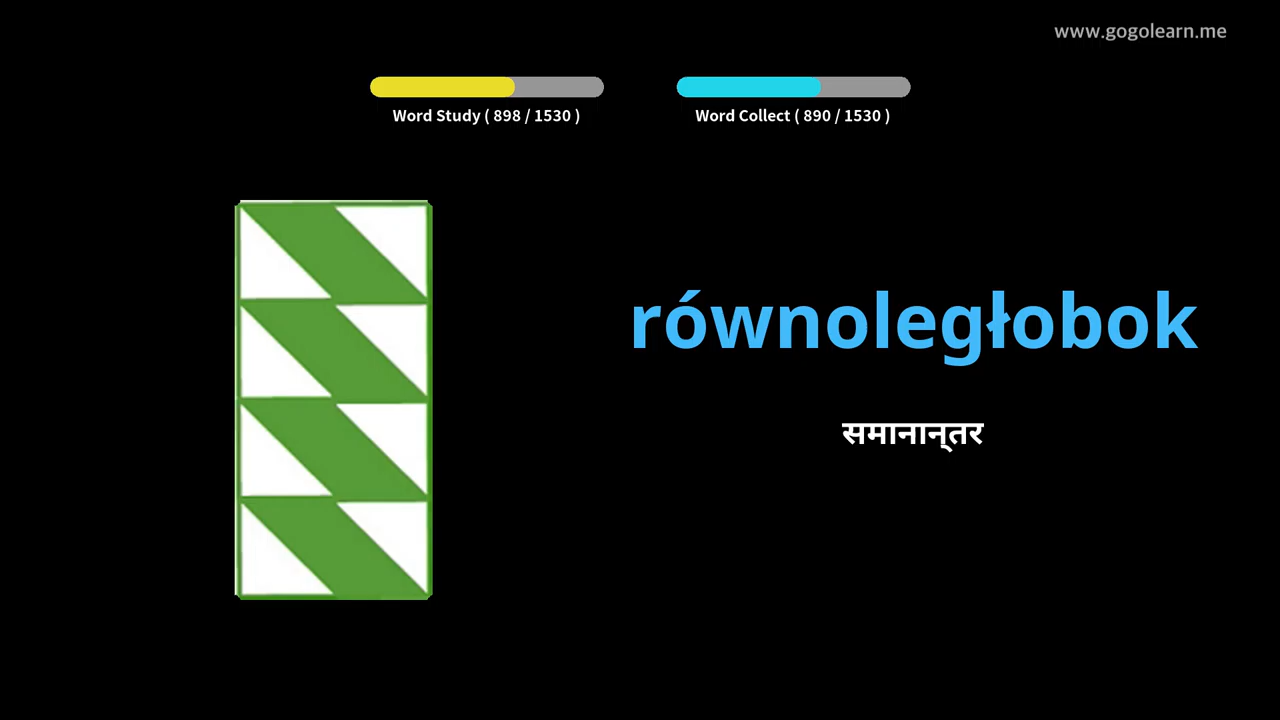 www.gogolearn.me
Word Study ( 898 / 1530 )
Word Collect ( 890 / 1530 )
równoległobok
समानान्तर